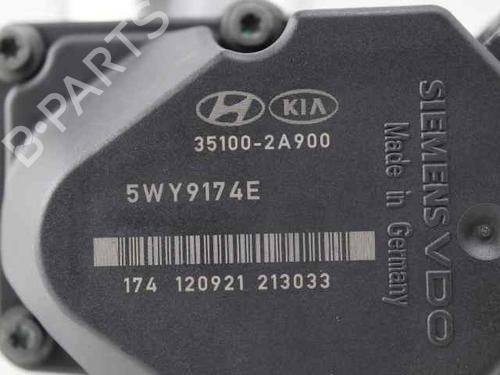 KIA
35100-2A900
5WY9174E
174 120921 213033
SIEMENS VDO
Made in Germany
B-PARTS